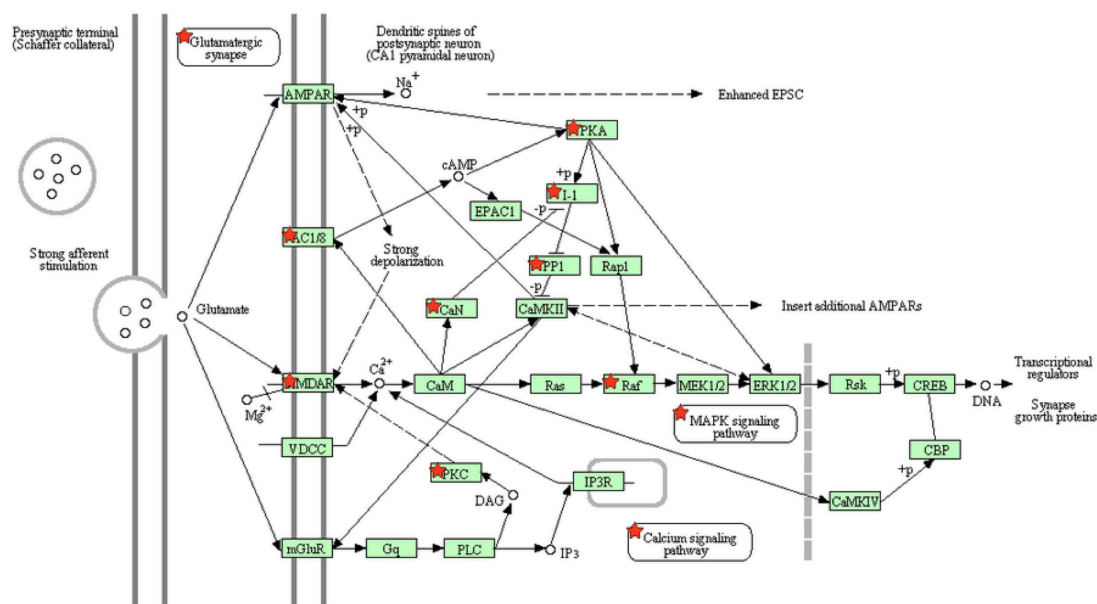 Presynaptic terminal
(Schaffer collateral)
Glutamatergic
synapse
Dendritic spines of
postsynaptic neuron
(CA1 pyramidal neuron)
AMPAR
Na+
Enhanced EPSC
+p
+p
PKA
cAMP
+p
I-1
-p
EPAC1
AC1/8
Strong afferent
stimulation
Strong
depolarization
PP1
Rap1
-p
Glutamate
CaN
CaMKII
Insert additional AMPARs
Ca2+
NMDAR
CaM
Ras
Raf
MEK1/2
ERK1/2
Rsk
+p
CREB
DNA
Transcriptional
regulators
Mg2+
Synapse
growth proteins
MAPK signaling
pathway
VDCC
CBP
+p
PKC
IP3R
DAG
CaMKIV
mGluR
Gq
PLC
IP3
Calcium signaling
pathway